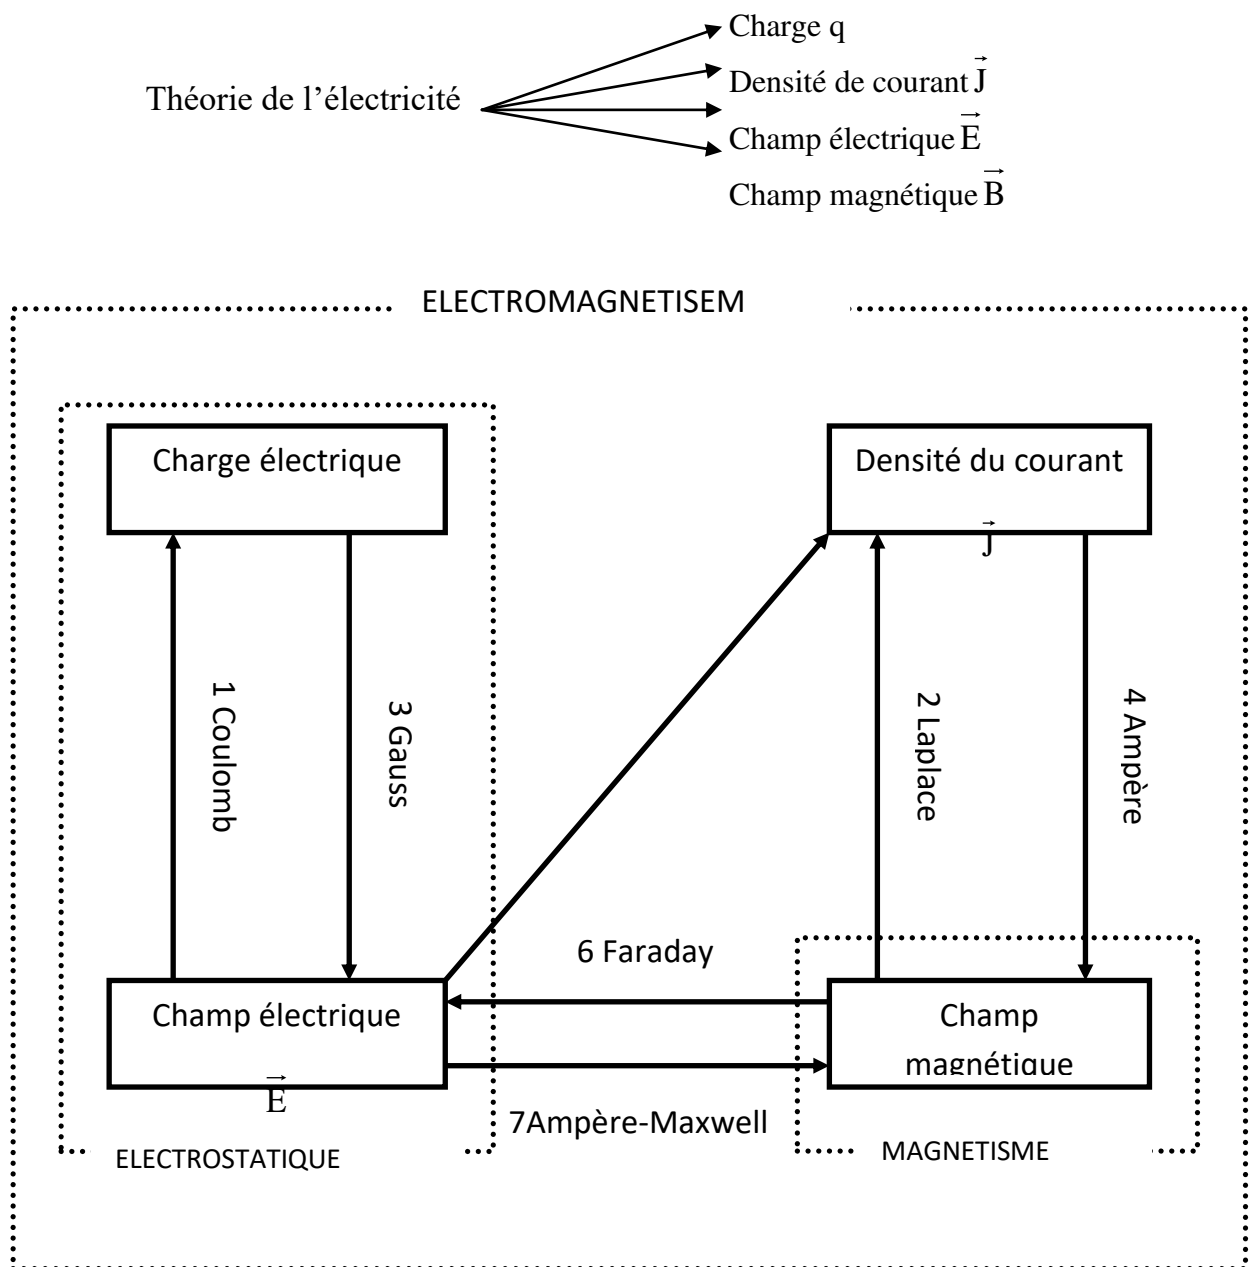 Charge q
Théorie de l'électricité
Densité de courant J⃗
Champ électrique E⃗
Champ magnétique B⃗
ELECTROMAGNETISEM
Charge électrique
Densité du courant
J⃗
1 Coulomb
3 Gauss
2 Laplace
4 Ampère
6 Faraday
Champ électrique
E⃗
Champ
magnétique
7Ampère-Maxwell
ELECTROSTATIQUE
MAGNETISME